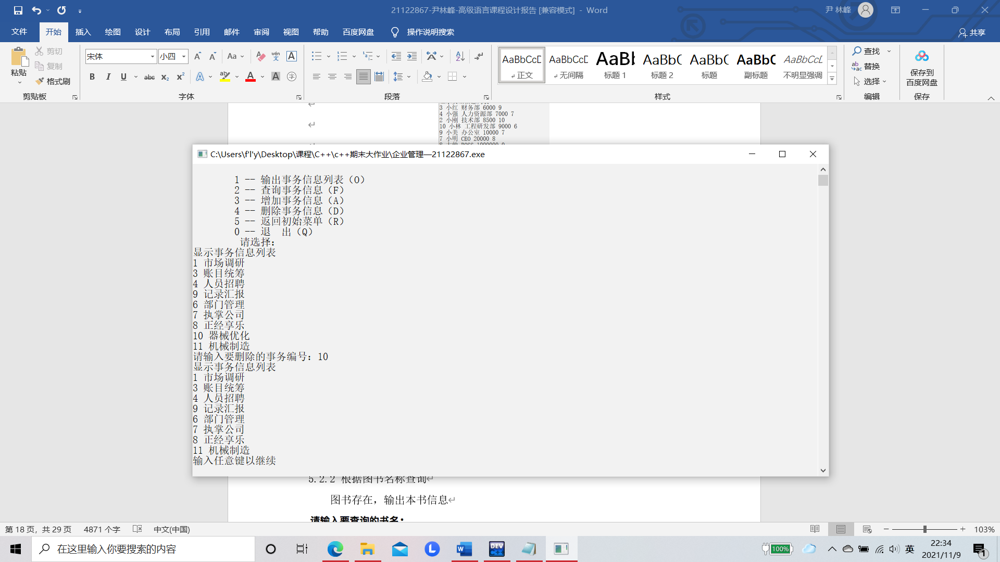 21122867-尹林峰-高级语言课程设计报告 [兼容模式] - Word
尹 林峰
文件 开始 插入 绘图 设计 布局 引用 邮件 审阅 视图 帮助 百度网盘 操作说明搜索 共享
粘贴 剪切 复制 格式刷
剪贴板
宋体 小四
字体
段落
AaBbCcD AaBbCcD AaBl AaBbC AaBbC AaBbC AaBbCcL
正文 无间隔 标题 1 标题 2 标题 副标题 不明显强调
样式
查找
替换
选择
编辑
保存到
百度网盘
保存
3 小红 财务部 6000 9
4 小强 人力资源部 7000 7
2 小刚 技术部 8500 10
10 小林 工程研发部 9000 6
9 小美 办公室 10000 7
7 小明 CEO 20000 8
C:\Users\f'l'y\Desktop\课程\C++\c++期末大作业\企业管理—21122867.exe
1 -- 输出事务信息列表（O）
2 -- 查询事务信息（F）
3 -- 增加事务信息（A）
4 -- 删除事务信息（D）
5 -- 返回初始菜单（R）
0 -- 退 出（Q）
请选择：
显示事务信息列表
1 市场调研
3 账目统筹
4 人员招聘
9 记录汇报
6 部门管理
7 执掌公司
8 正经享乐
10 器械优化
11 机械制造
请输入要删除的事务编号：10
显示事务信息列表
1 市场调研
3 账目统筹
4 人员招聘
9 记录汇报
6 部门管理
7 执掌公司
8 正经享乐
11 机械制造
输入任意键以继续
5.2.2 根据图书名称查询
图书存在，输出本书信息
请输入要查询的书名：
第 18 页，共 29 页 4871 个字 中文(中国) 103%
在这里输入你要搜索的内容
100%
英
22:34
2021/11/9
1